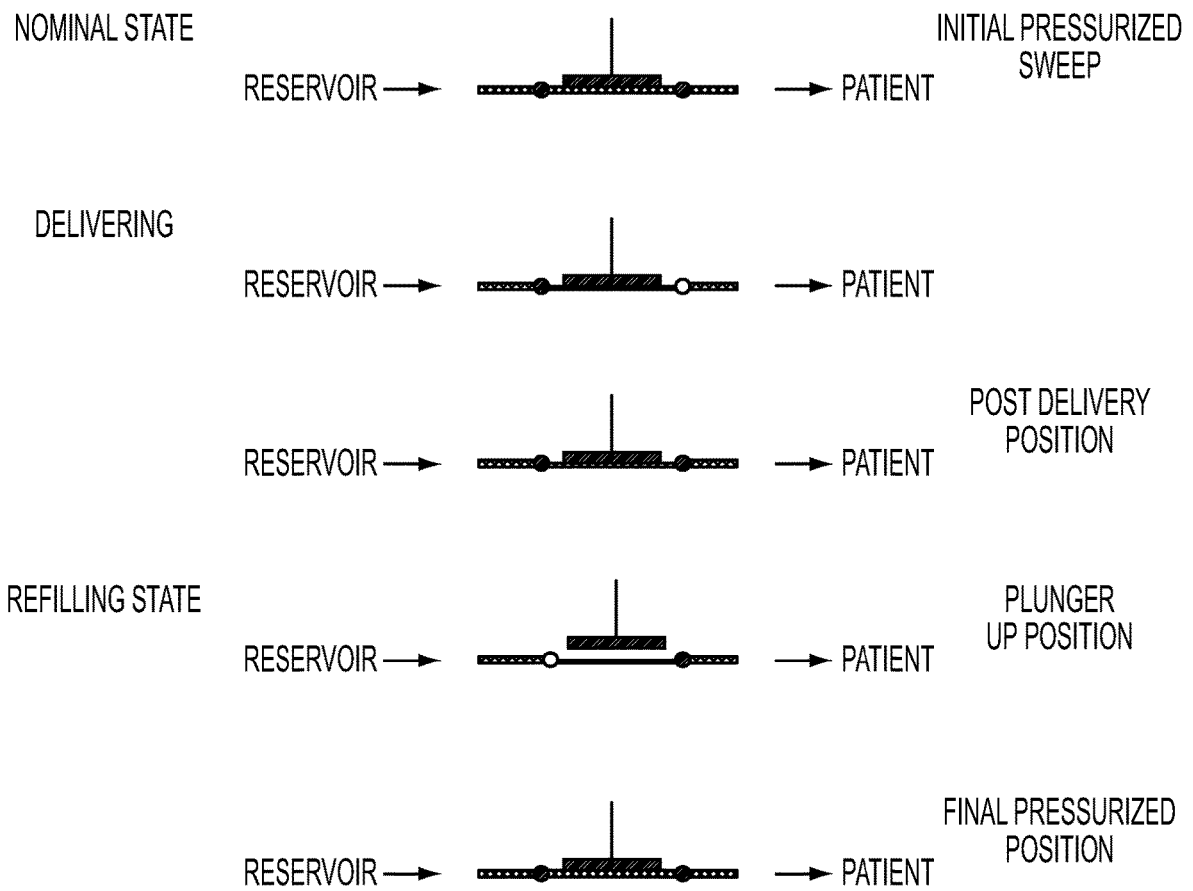 NOMINAL STATE
INITIAL PRESSURIZED
SWEEP
RESERVOIR
PATIENT
DELIVERING
RESERVOIR
PATIENT
POST DELIVERY
POSITION
RESERVOIR
PATIENT
REFILLING STATE
PLUNGER
UP POSITION
RESERVOIR
PATIENT
FINAL PRESSURIZED
POSITION
RESERVOIR
PATIENT